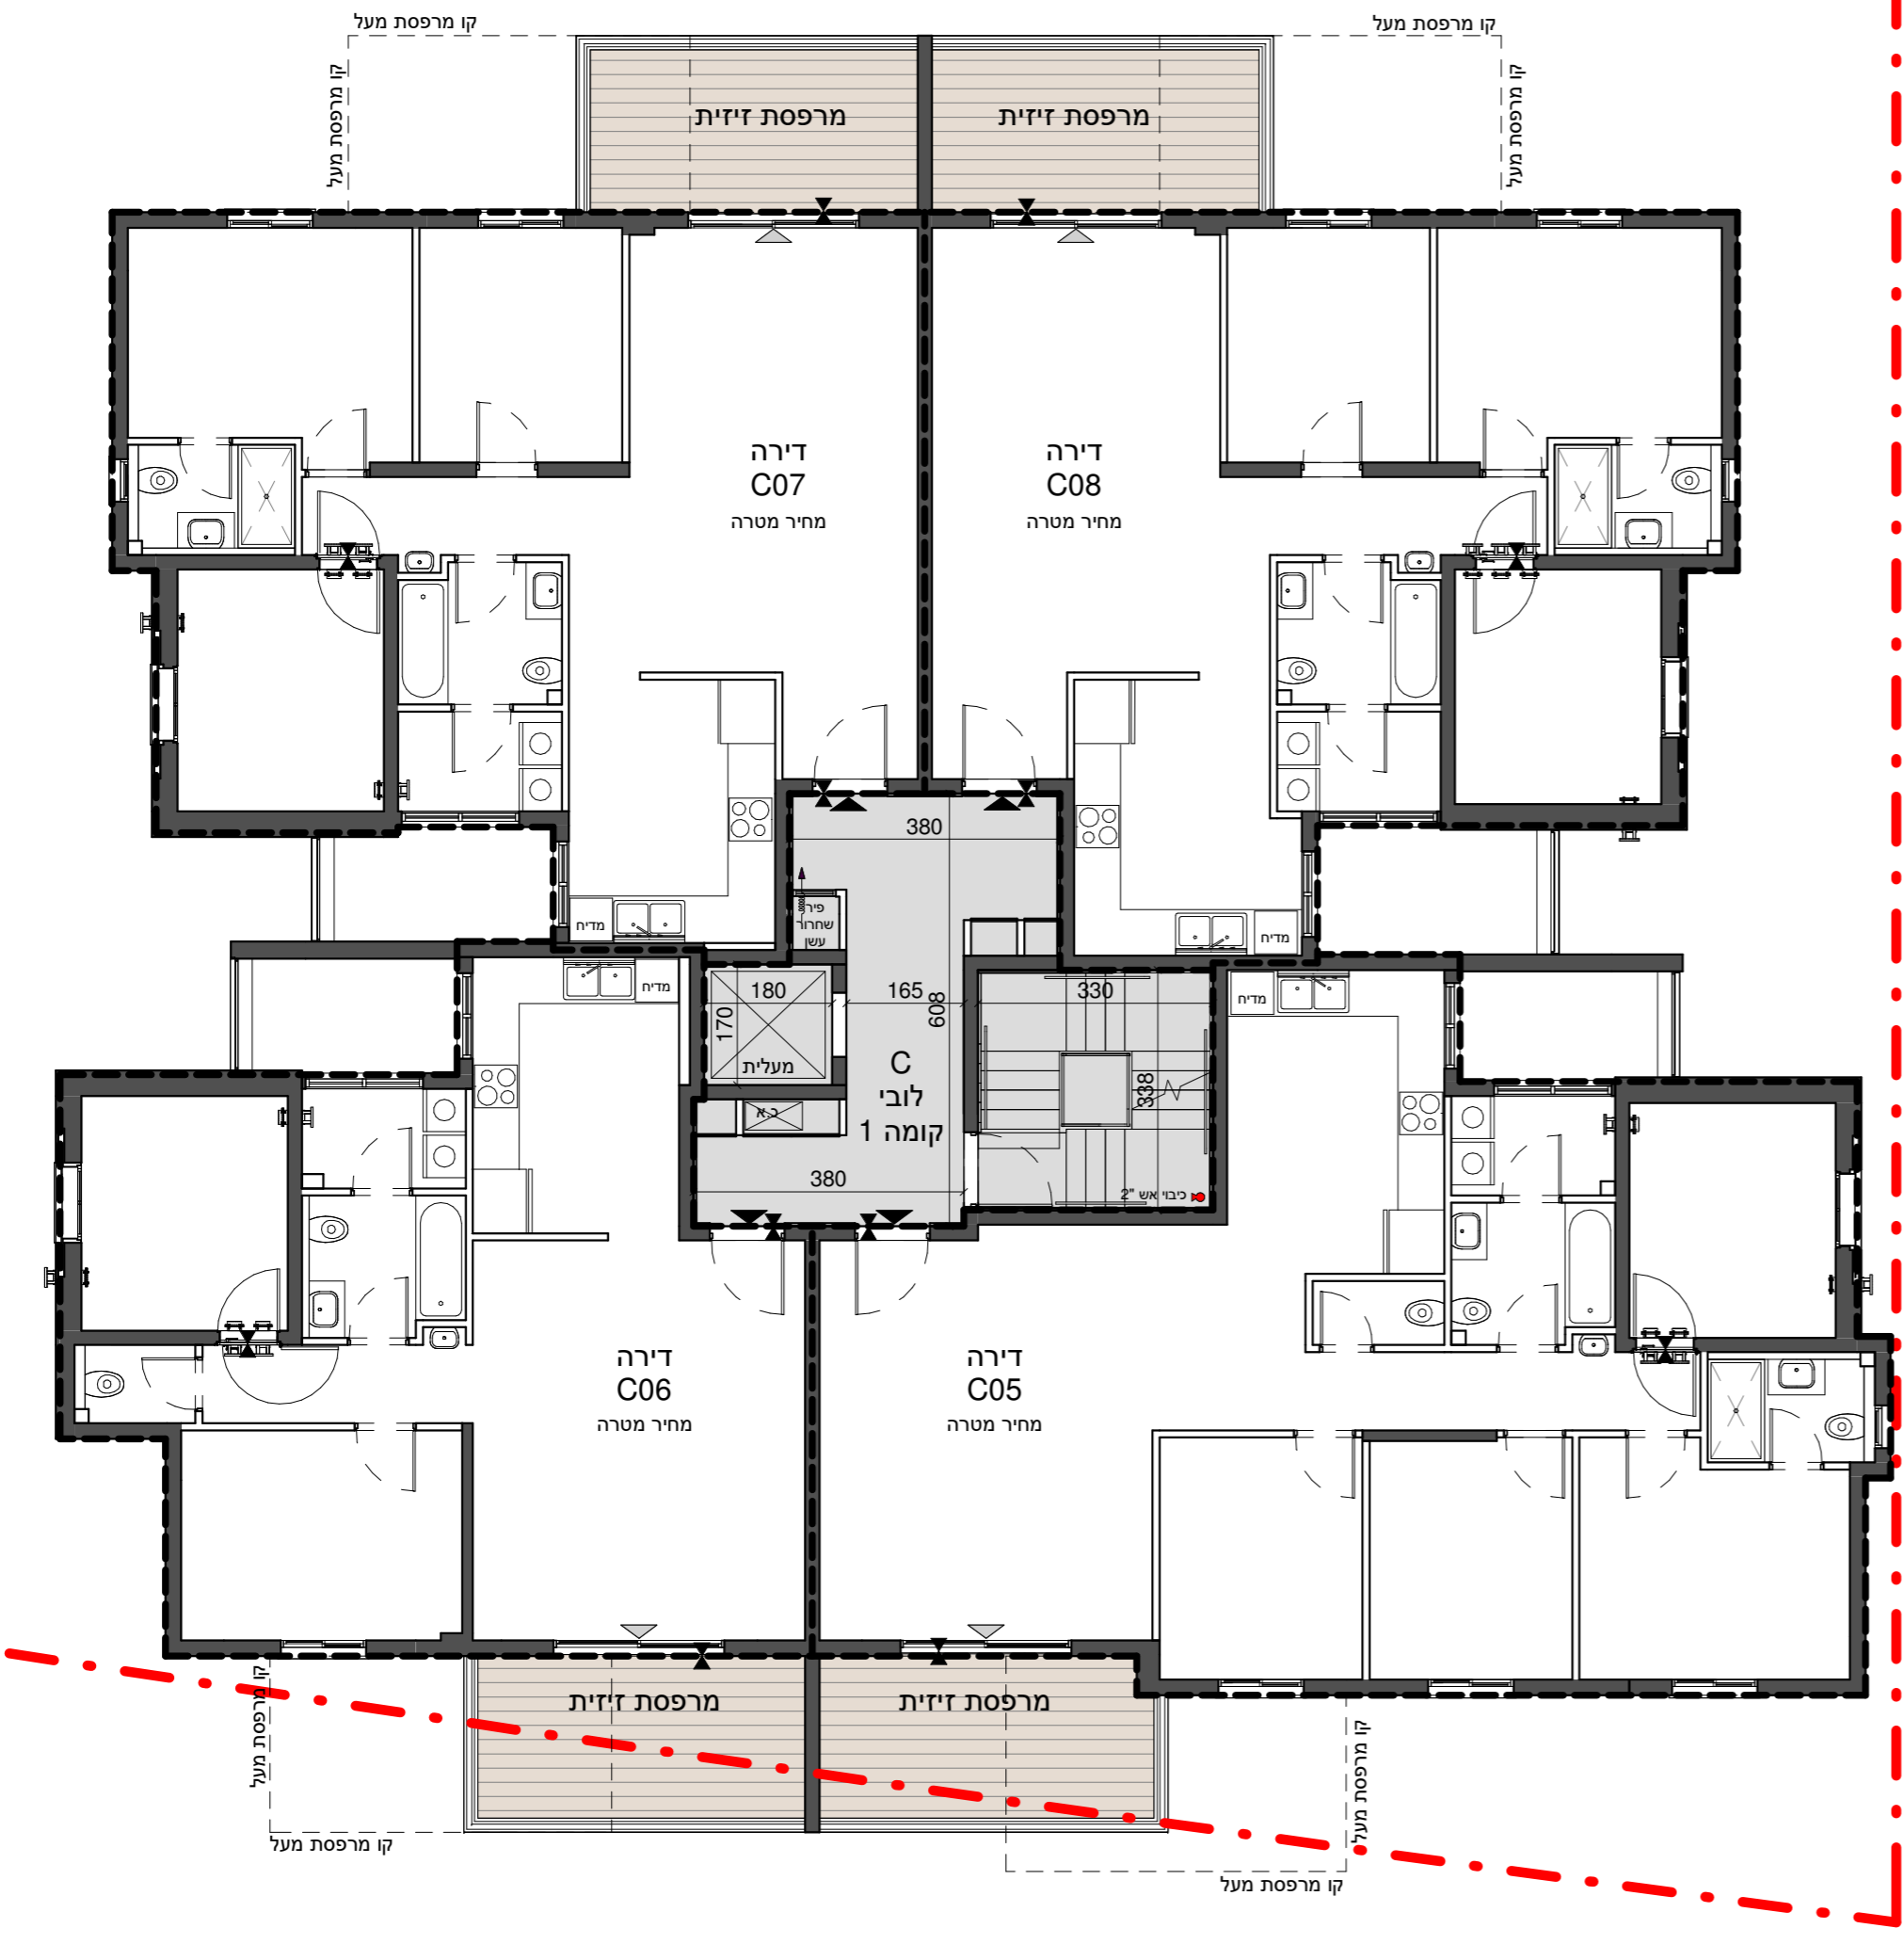 קו מרפסת מעל
קו מרפסת מעל
קו מרפסת מעל
קו מרפסת מעל
מרפסת זיזית
מרפסת זיזית
דירה
C07
מחיר מטרה
דירה
C08
מחיר מטרה
380
פיר
שחרור
עשן
מדיח
מדיח
מדיח
מדיח
180
170
מעלית
165
608
330
338
C
לובי
קומה 1
כ.א
380
כיבוי אש 2"
דירה
C06
מחיר מטרה
דירה
C05
מחיר מטרה
מרפסת זיזית
מרפסת זיזית
קו מרפסת מעל
קו מרפסת מעל
קו מרפסת מעל
קו מרפסת מעל